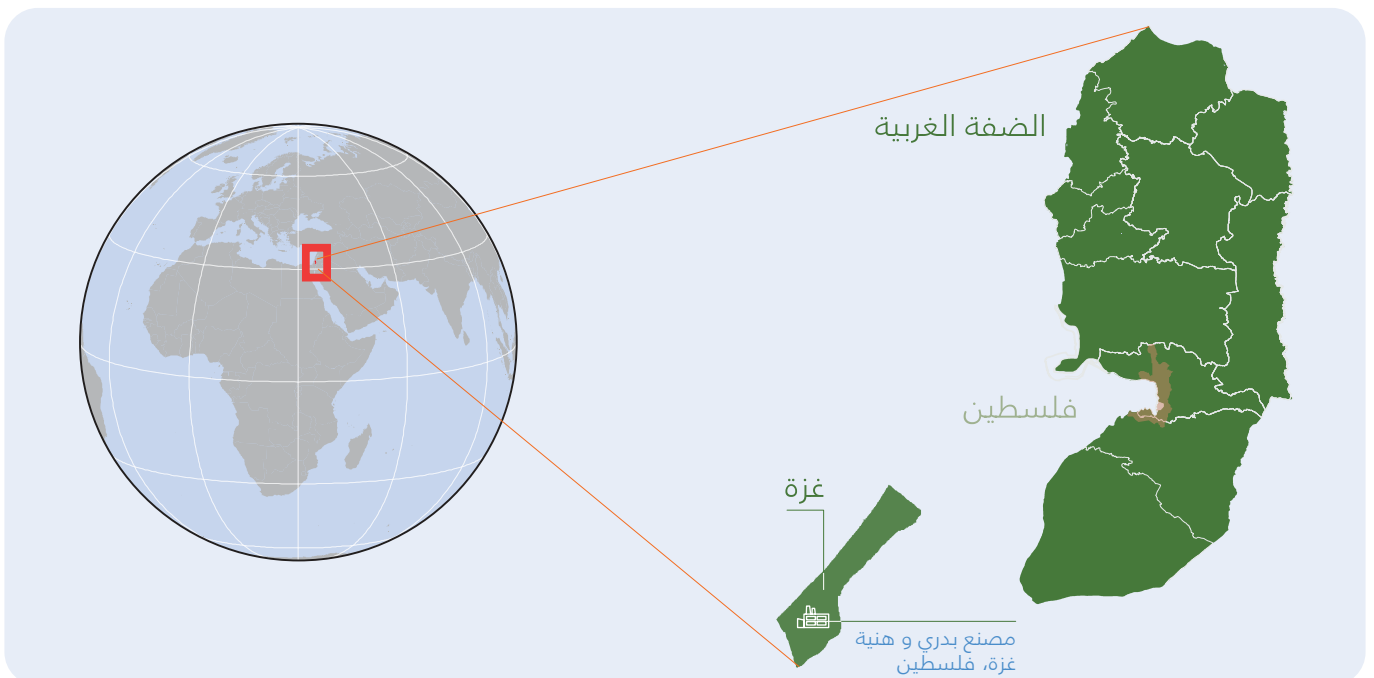 الضفة الغربية
فلسطين
غزة
مصنع بدري و هنية
غزة، فلسطين